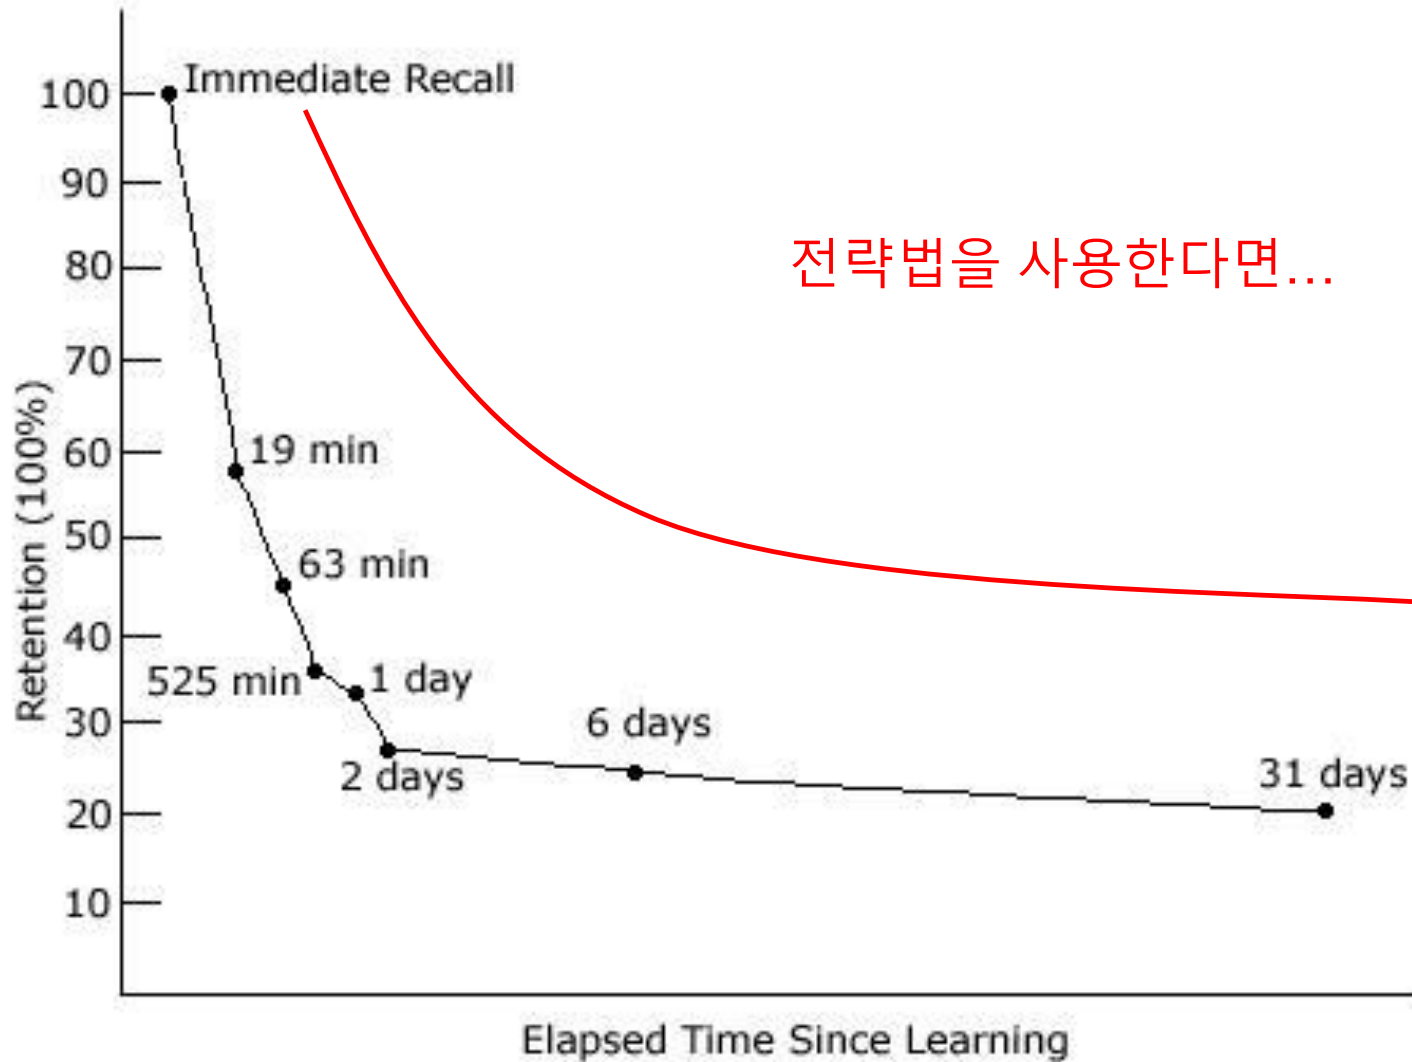 Immediate Recall
100
90
80
전략법을 사용한다면...
70
60
19 min
50
63 min
40
525 min
1 day
30
6 days
2 days
31 days
20
10
Retention (100%)
Elapsed Time Since Learning